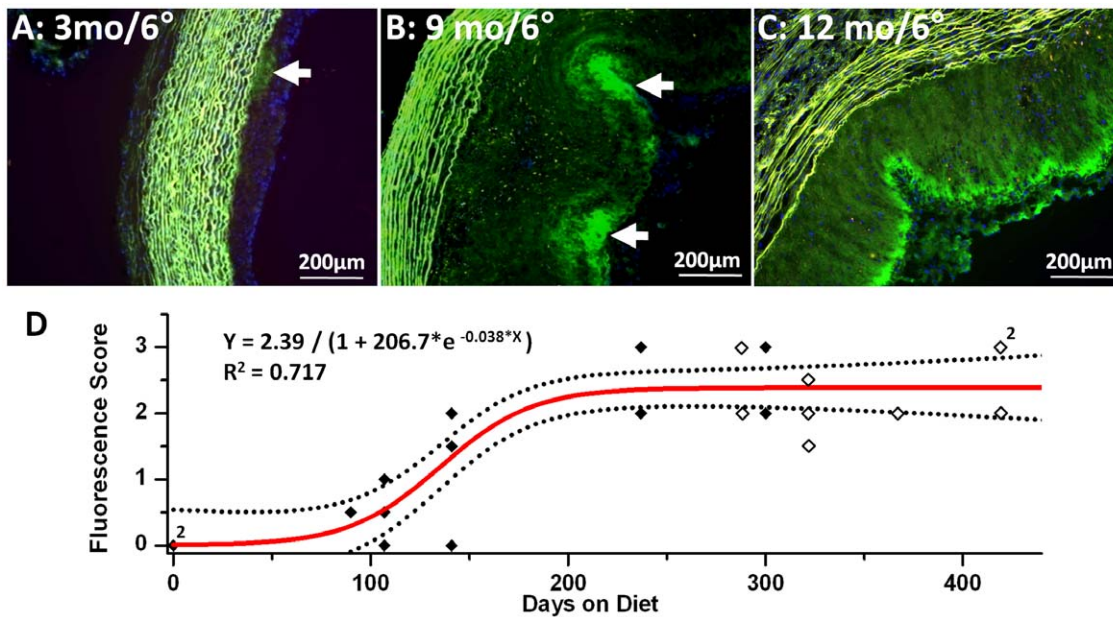 A: 3mo/6°
B: 9 mo/6°
C: 12 mo/6°
200μm
200μm
200μm
D
Y = 2.39 / (1 + 206.7*e -0.038*X)
R2 = 0.717
Fluorescence Score
3
2
1
0
2
2
0
100
200
300
400
Days on Diet